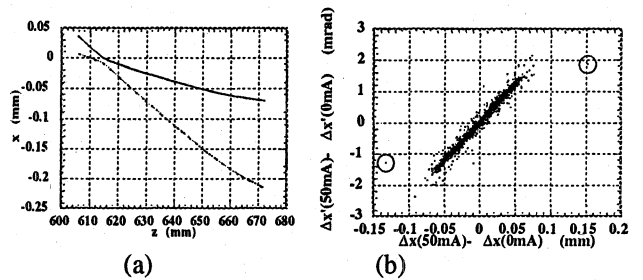 0.05
0
-0.05
-0.1
-0.15
-0.2
-0.25
x (mm)
600 610 620 630 640 650 660 670 680
z (mm)
(a)
3
2
1
0
-1
-2
-3
Δx'(50mA)- Δx'(0mA) (mrad)
-0.15 -0.1 -0.05 0 0.05 0.1 0.15 0.2
Δx(50mA)- Δx(0mA) (mm)
(b)